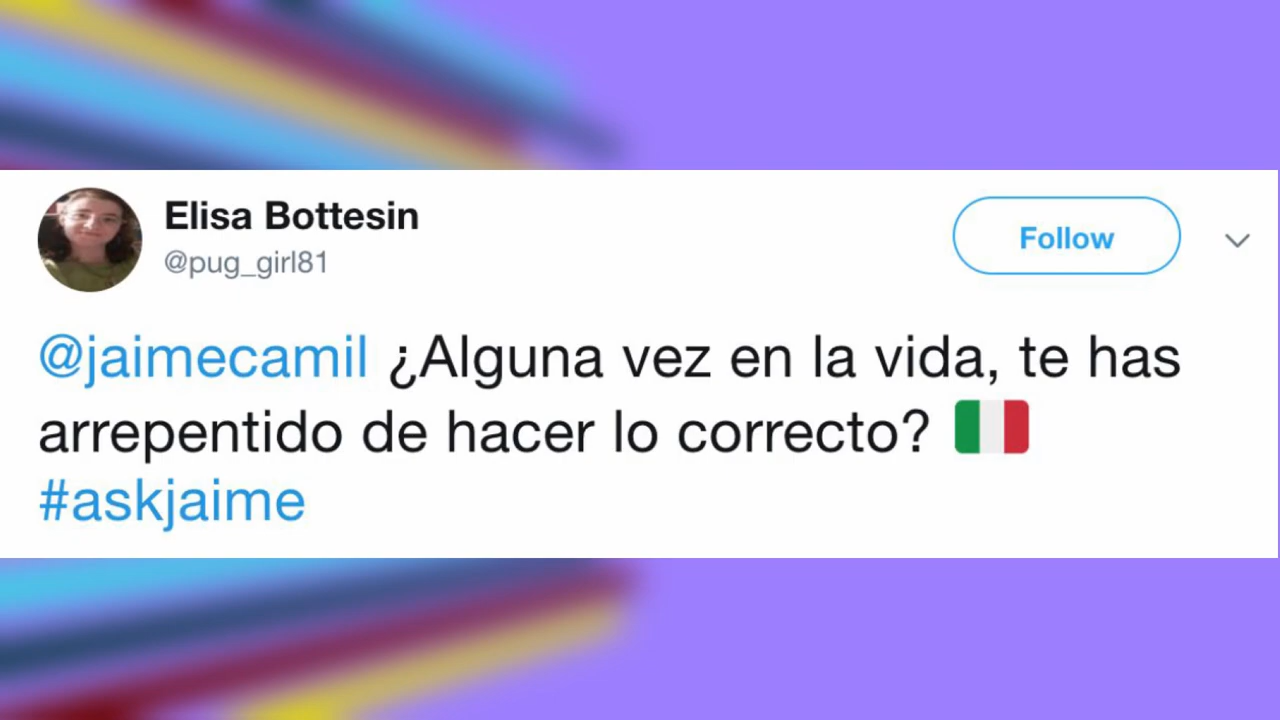 Elisa Bottesin
@pug_girl81
Follow
@jaimecamil ¿Alguna vez en la vida, te has
arrepentido de hacer lo correcto? 🇮🇹
#askjaime